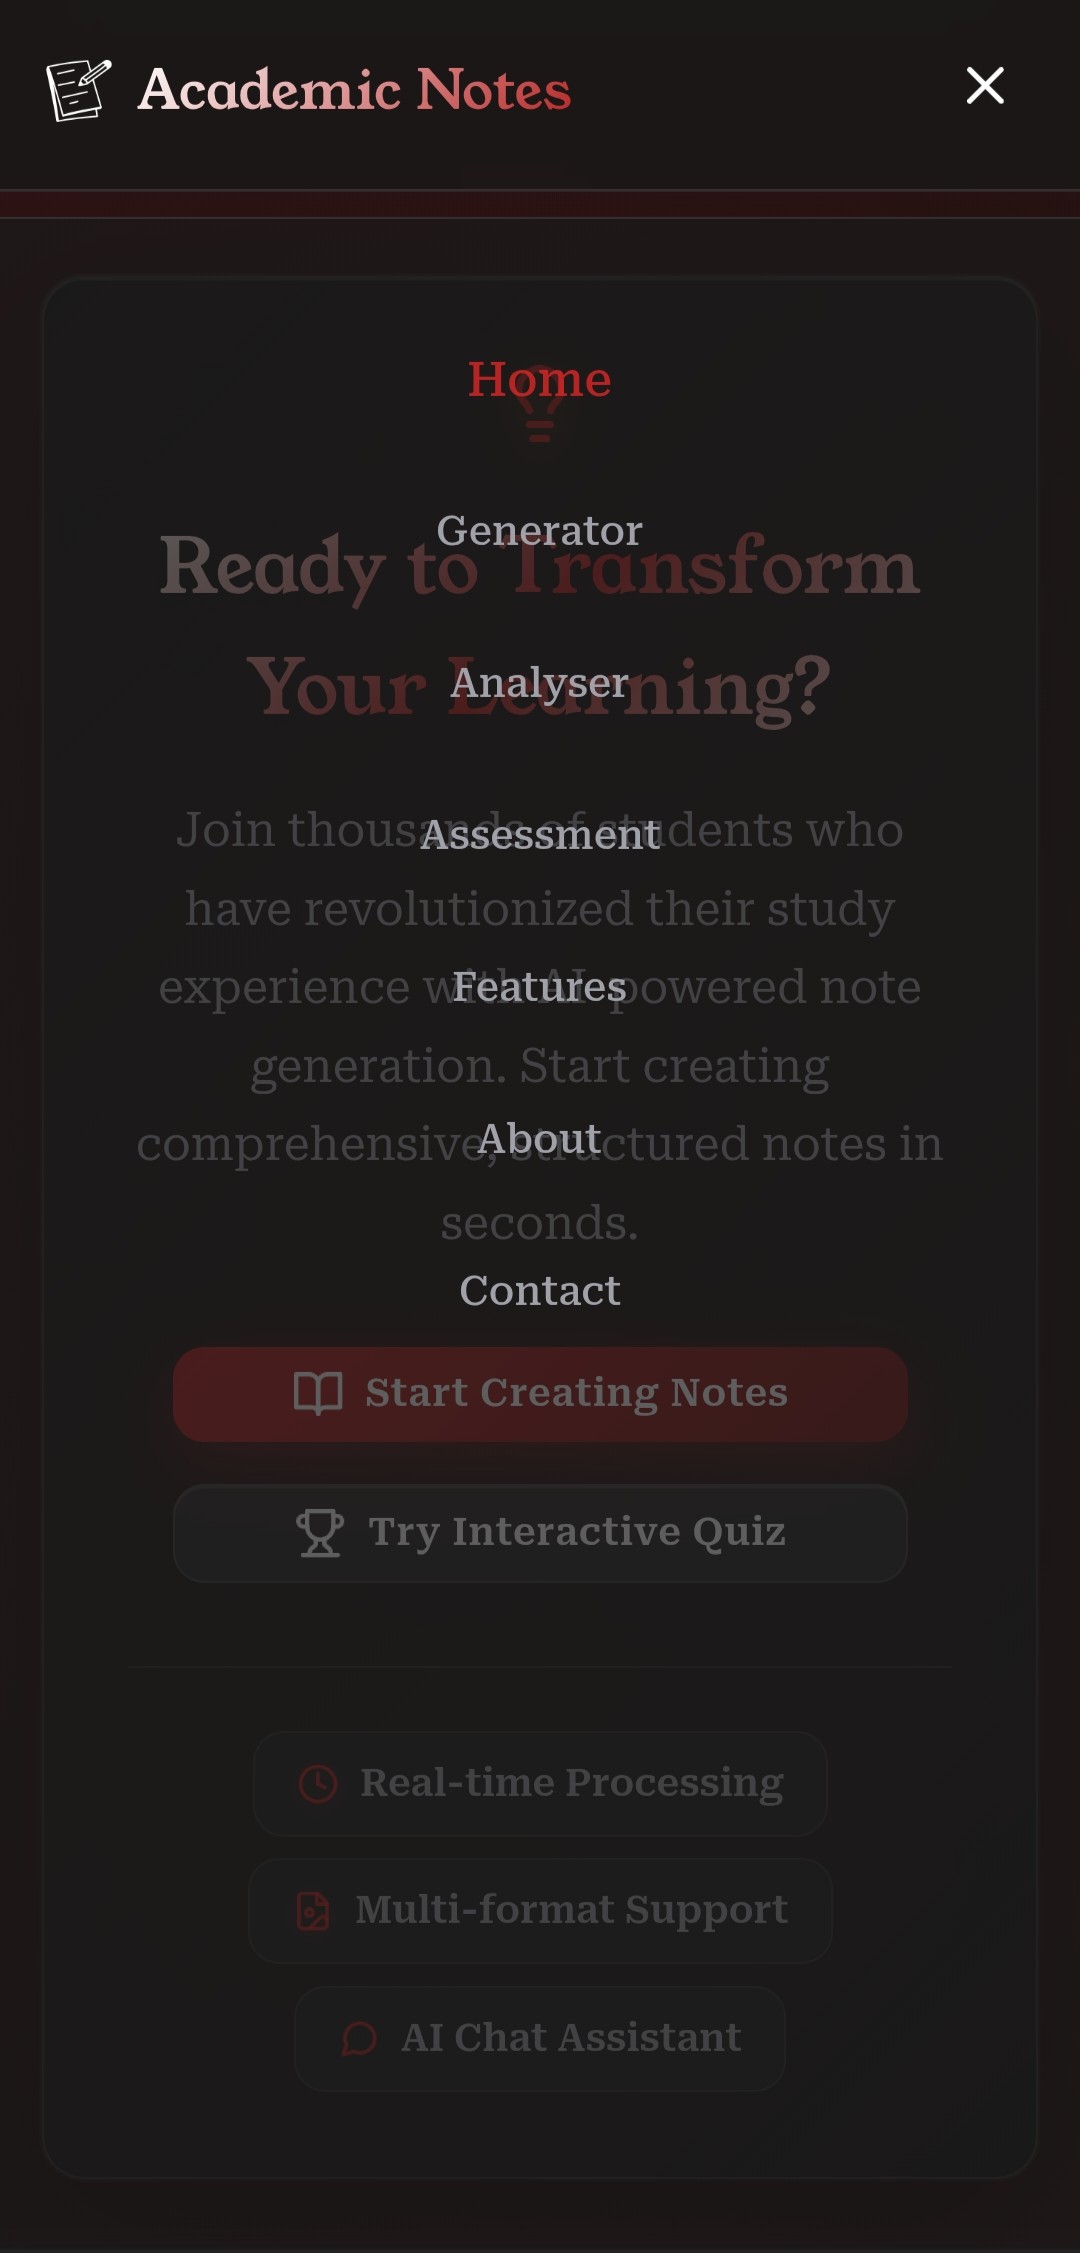 Academic Notes
Home
Generator
Ready to Transform
Your Learning?
Analyser
Join thousands of students who
Assessment
have revolutionized their study
experience with AI-powered note
Features
generation. Start creating
About
comprehensive, structured notes in
seconds.
Contact
Start Creating Notes
Try Interactive Quiz
Real-time Processing
Multi-format Support
AI Chat Assistant